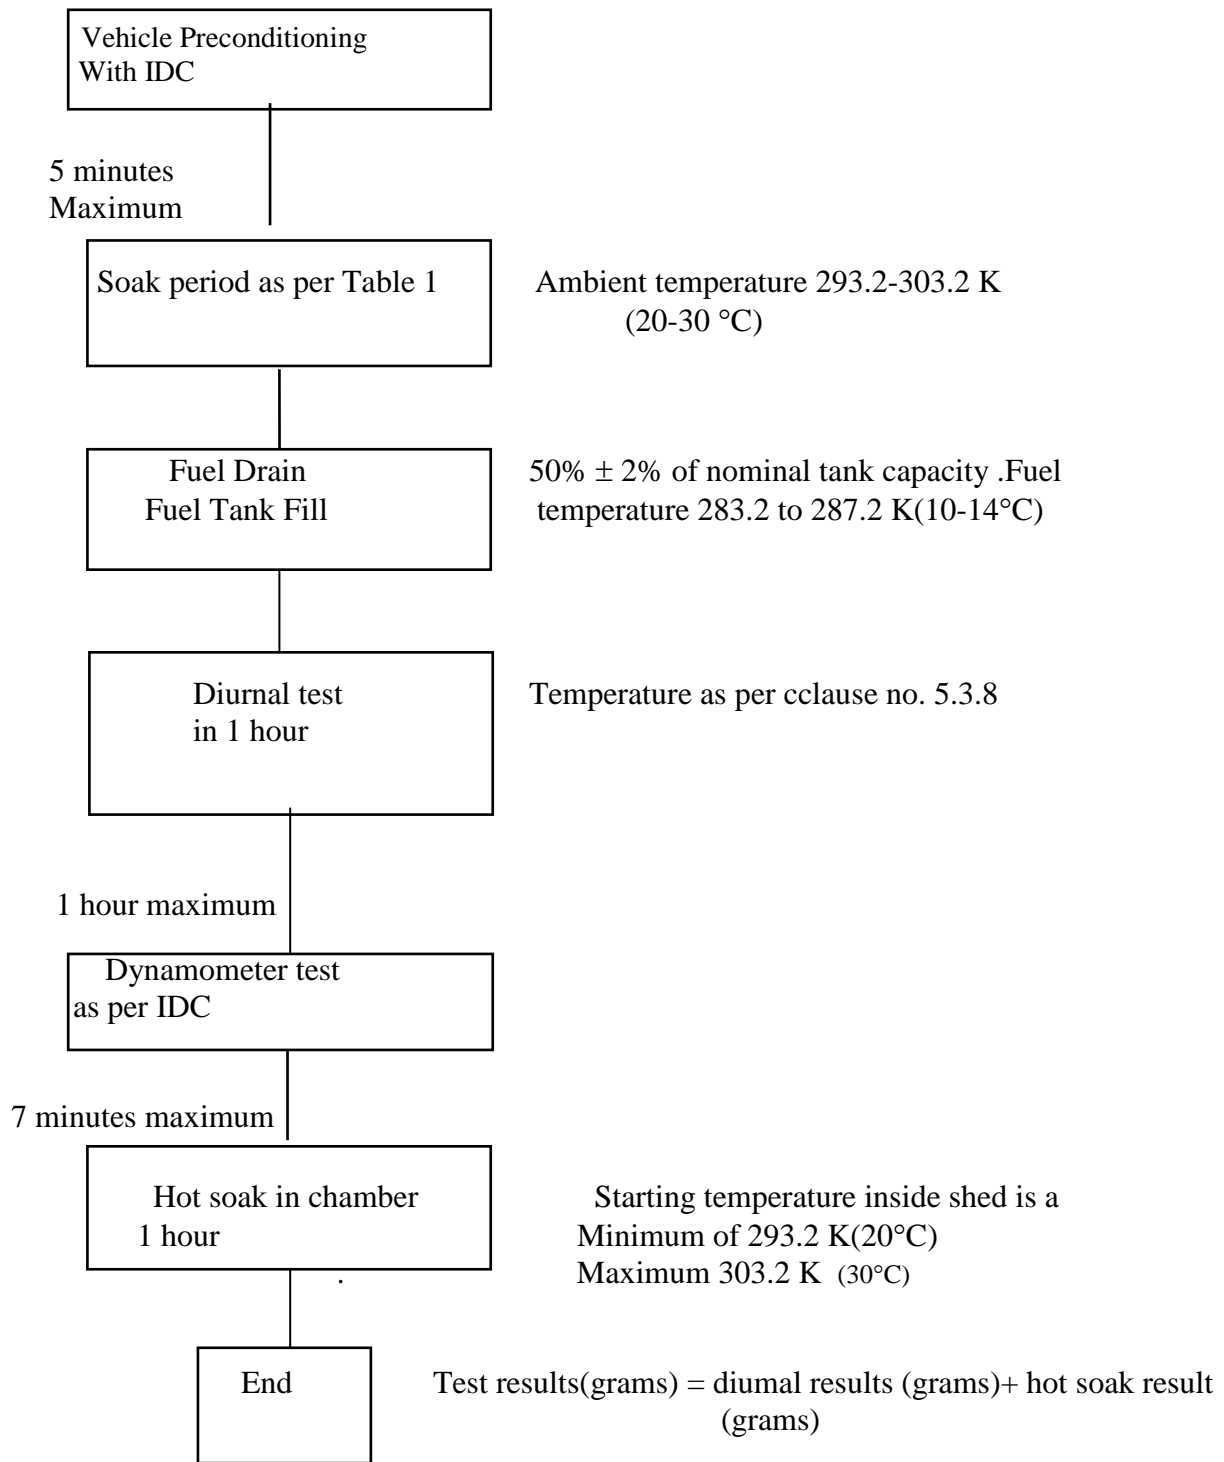 Vehicle Preconditioning
With IDC
5 minutes
Maximum
Soak period as per Table 1
Ambient temperature 293.2-303.2 K
(20-30 °C)
Fuel Drain
Fuel Tank Fill
50% ± 2% of nominal tank capacity .Fuel
temperature 283.2 to 287.2 K(10-14°C)
Diurnal test
in 1 hour
Temperature as per cclause no. 5.3.8
1 hour maximum
Dynamometer test
as per IDC
7 minutes maximum
Hot soak in chamber
1 hour
.
Starting temperature inside shed is a
Minimum of 293.2 K(20°C)
Maximum 303.2 K (30°C)
End
Test results(grams) = diumal results (grams)+ hot soak result
(grams)